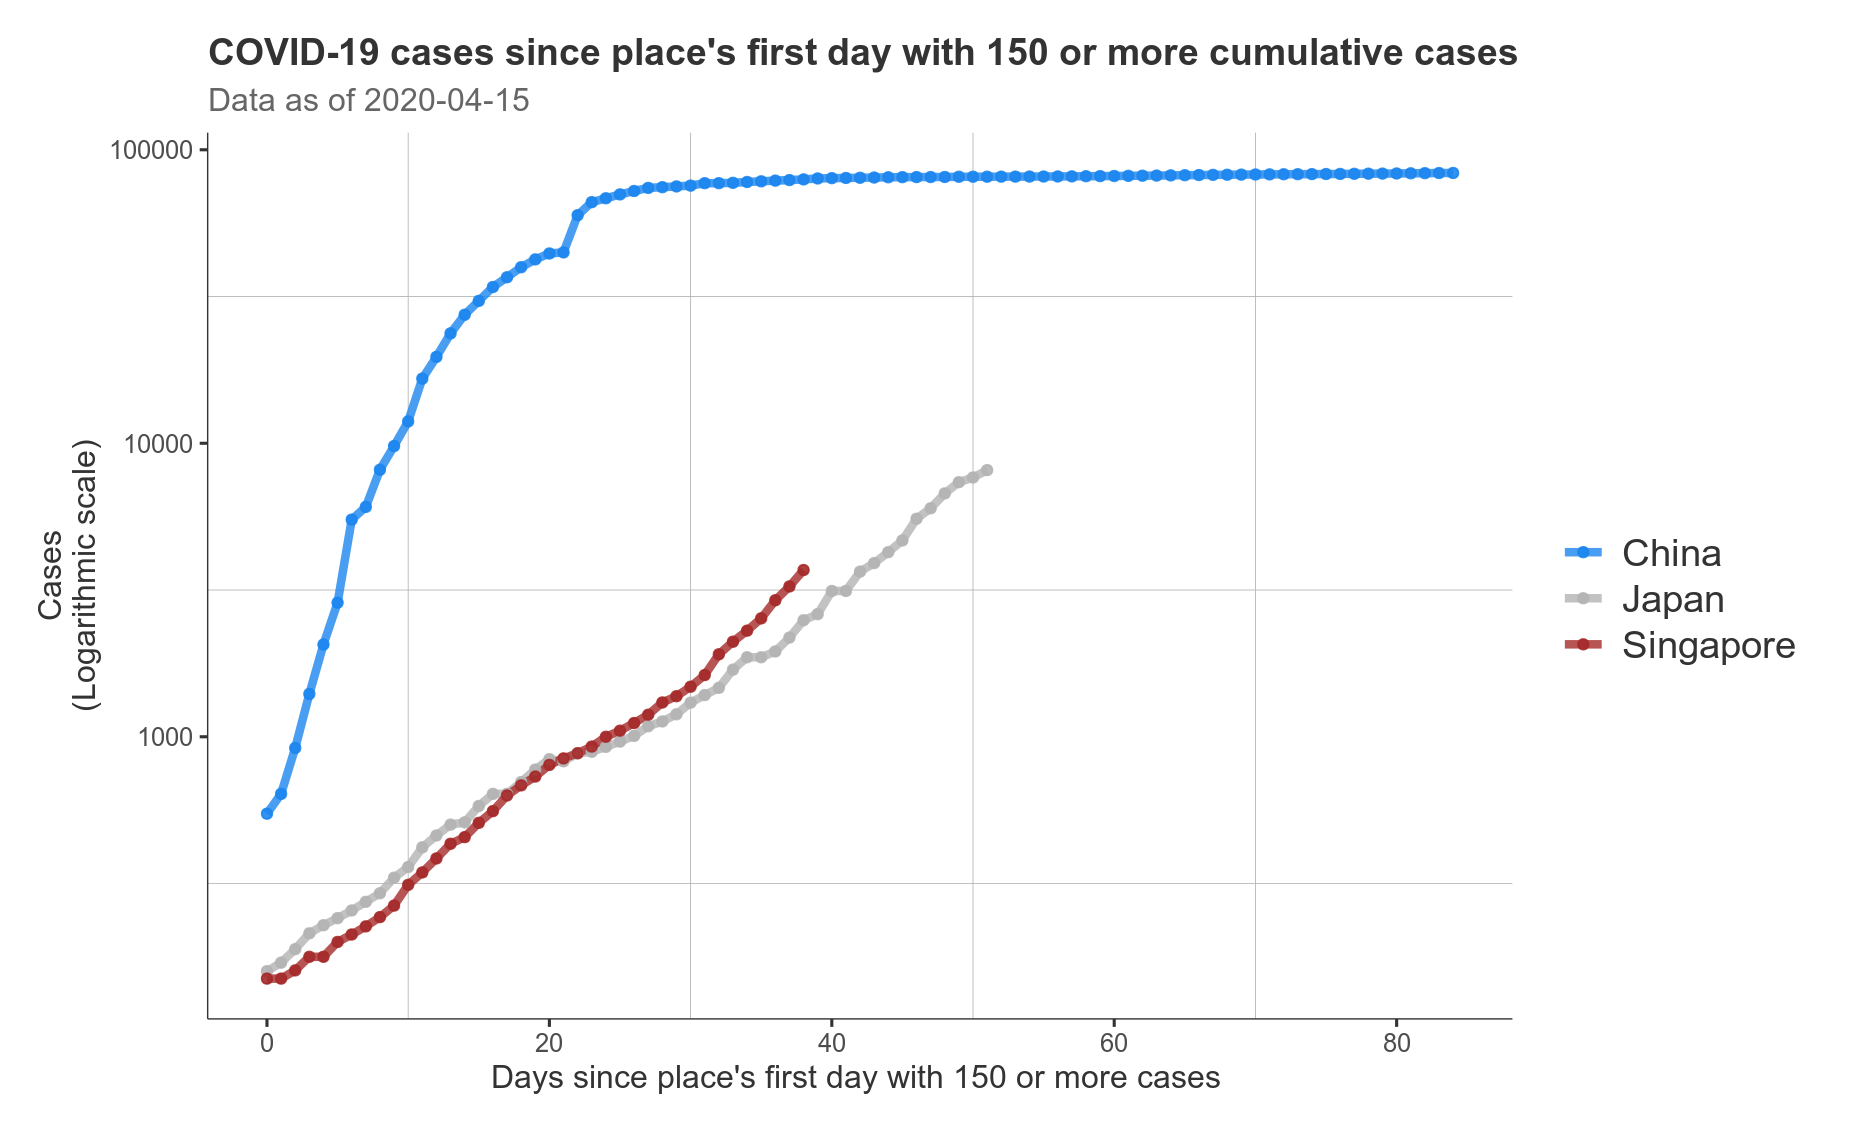 COVID-19 cases since place's first day with 150 or more cumulative cases
Data as of 2020-04-15
100000
10000
1000
Cases
(Logarithmic scale)
0 20 40 60 80
Days since place's first day with 150 or more cases
China
Japan
Singapore